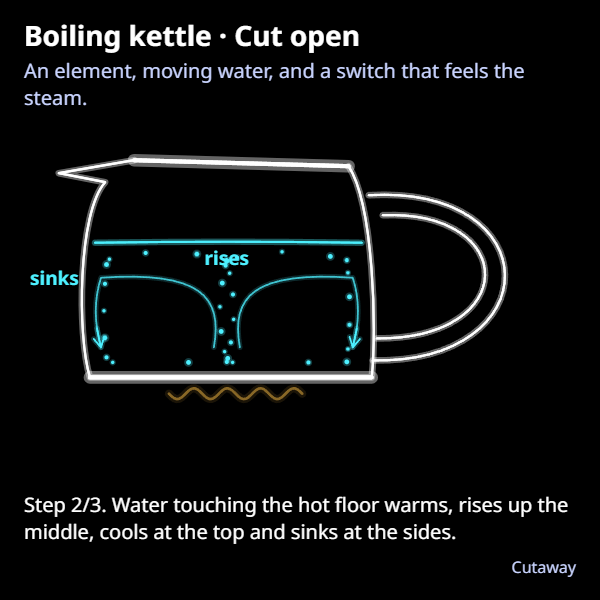 Boiling kettle · Cut open
An element, moving water, and a switch that feels the
steam.
rises
sinks
Step 2/3. Water touching the hot floor warms, rises up the
middle, cools at the top and sinks at the sides.
Cutaway